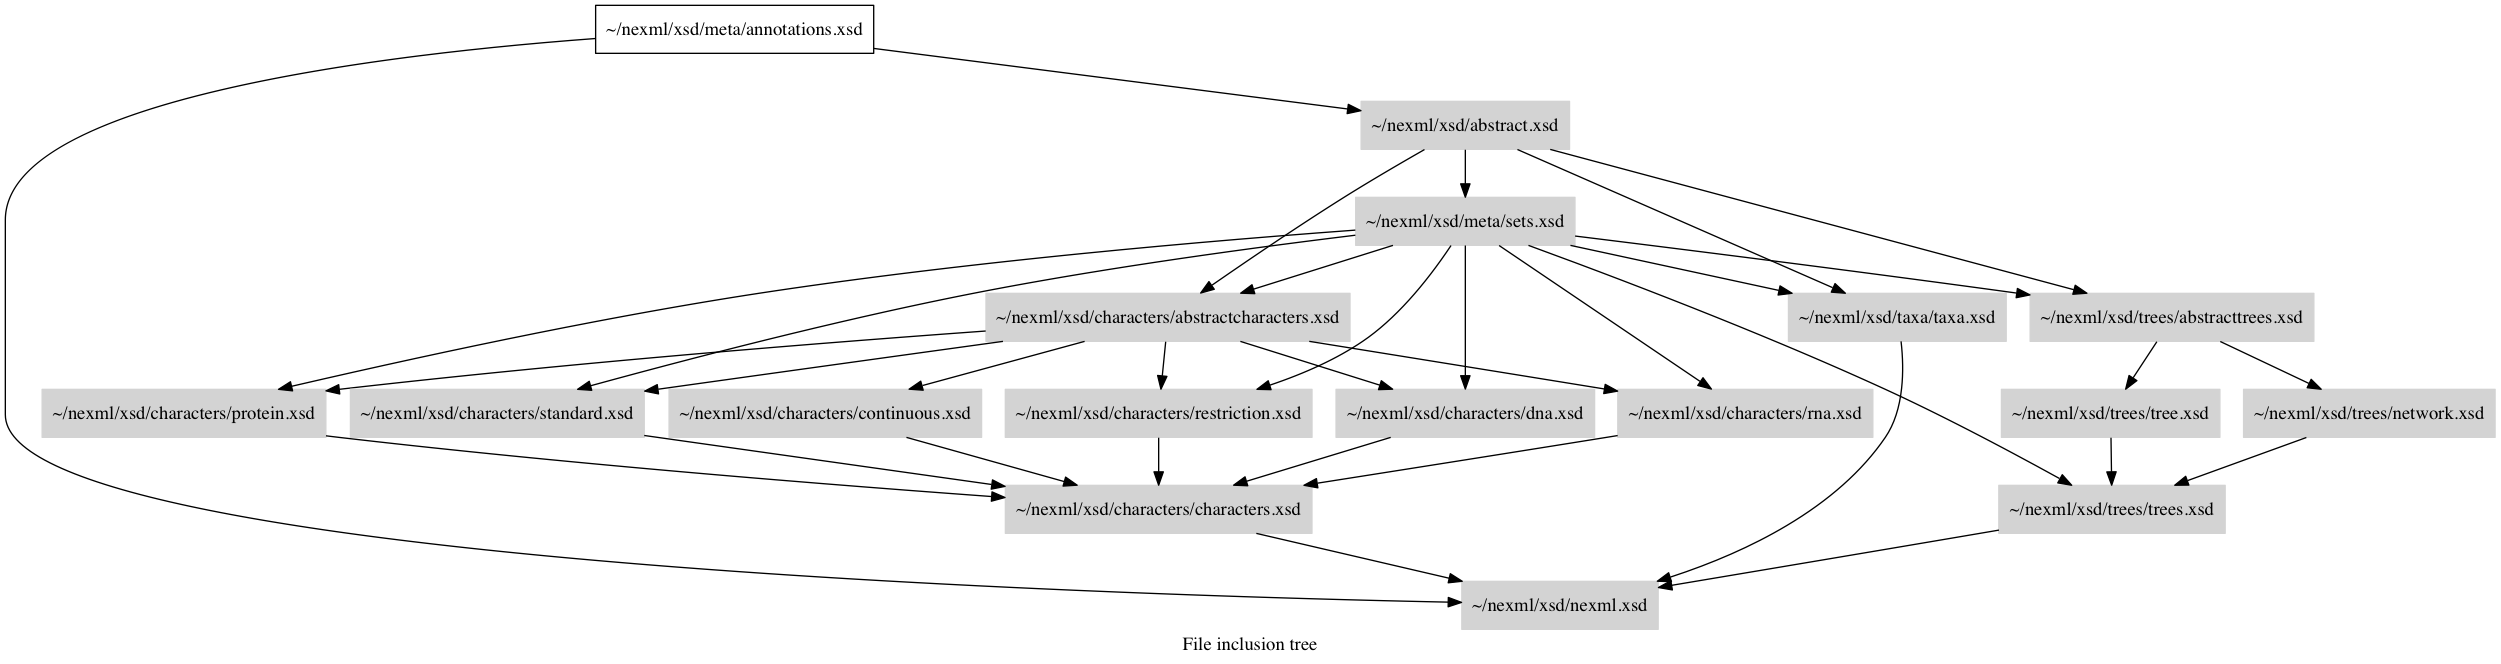 ~/nexml/xsd/meta/annotations.xsd
~/nexml/xsd/abstract.xsd
~/nexml/xsd/meta/sets.xsd
~/nexml/xsd/characters/abstractcharacters.xsd
~/nexml/xsd/taxa/taxa.xsd
~/nexml/xsd/trees/abstracttrees.xsd
~/nexml/xsd/characters/protein.xsd
~/nexml/xsd/characters/standard.xsd
~/nexml/xsd/characters/continuous.xsd
~/nexml/xsd/characters/restriction.xsd
~/nexml/xsd/characters/dna.xsd
~/nexml/xsd/characters/rna.xsd
~/nexml/xsd/trees/tree.xsd
~/nexml/xsd/trees/network.xsd
~/nexml/xsd/characters/characters.xsd
~/nexml/xsd/trees/trees.xsd
~/nexml/xsd/nexml.xsd
File inclusion tree